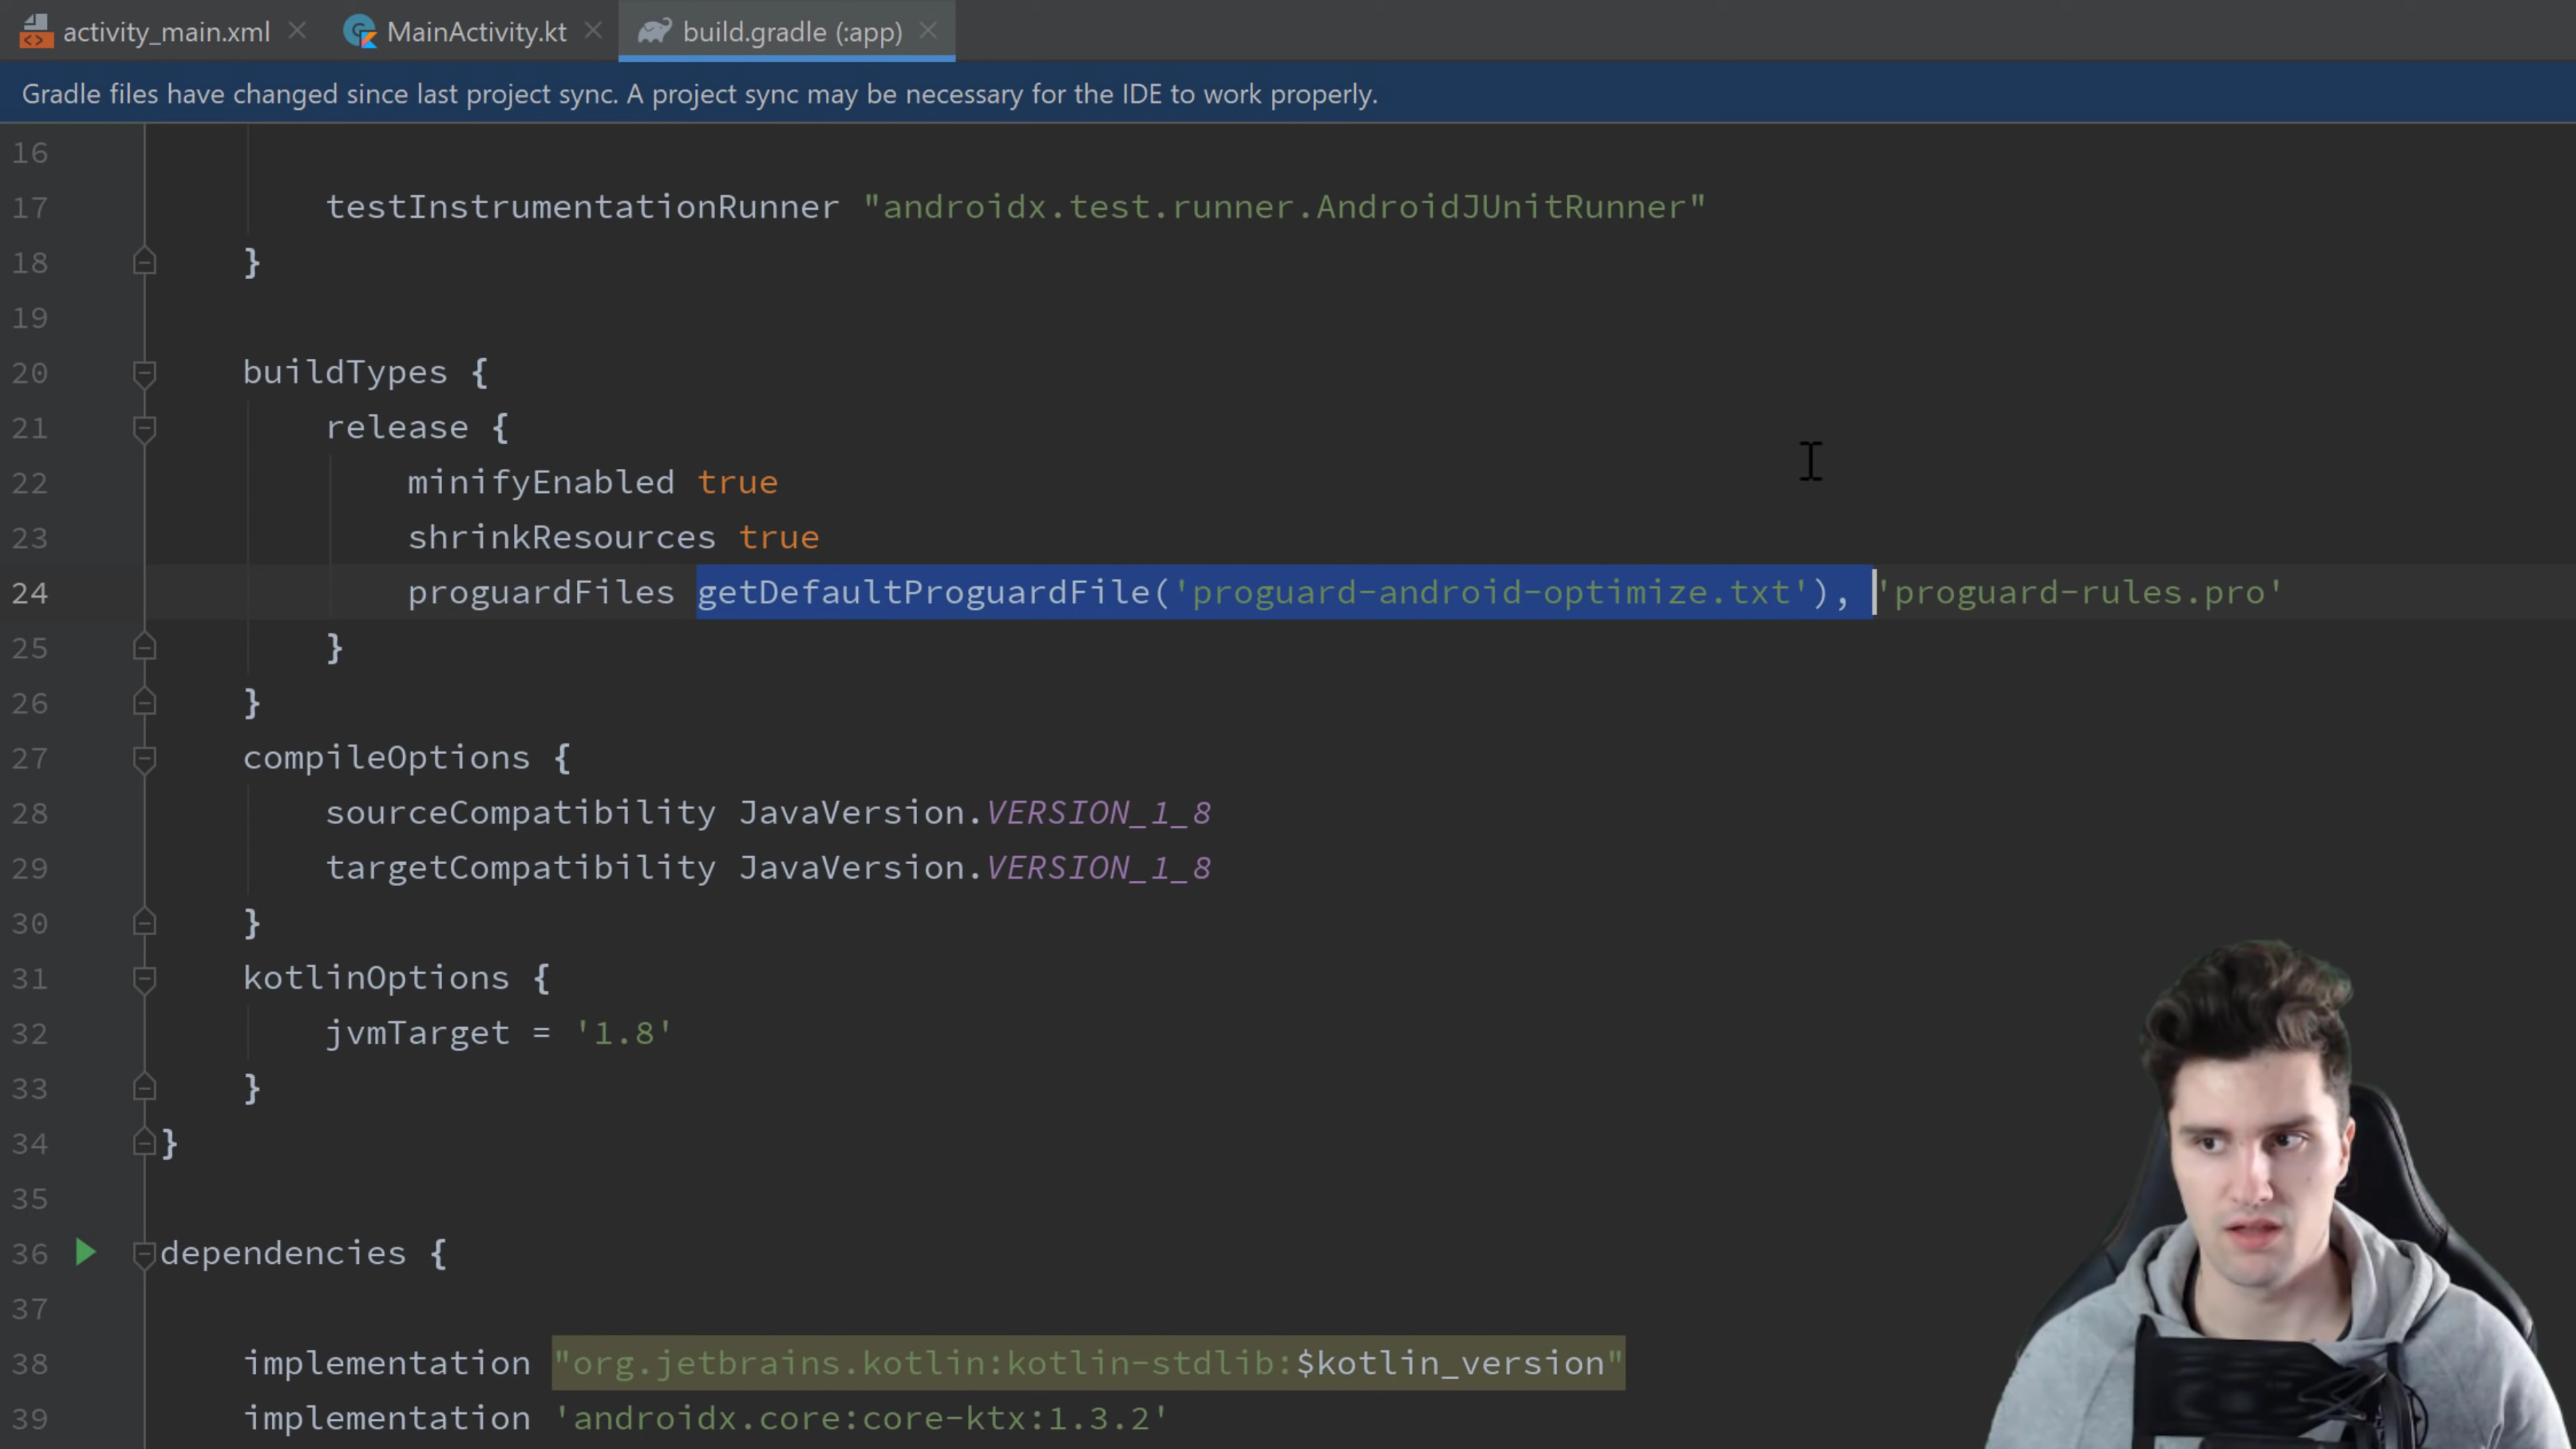 activity_main.xml MainActivity.kt build.gradle (:app)
Gradle files have changed since last project sync. A project sync may be necessary for the IDE to work properly.
16
17 testInstrumentationRunner "androidx.test.runner.AndroidJUnitRunner"
18 }
19
20 buildTypes {
21 release {
22 minifyEnabled true
23 shrinkResources true
24 proguardFiles getDefaultProguardFile('proguard-android-optimize.txt'), 'proguard-rules.pro'
25 }
26 }
27 compileOptions {
28 sourceCompatibility JavaVersion.VERSION_1_8
29 targetCompatibility JavaVersion.VERSION_1_8
30 }
31 kotlinOptions {
32 jvmTarget = '1.8'
33 }
34 }
35
36 dependencies {
37
38 implementation "org.jetbrains.kotlin:kotlin-stdlib:$kotlin_version"
39 implementation 'androidx.core:core-ktx:1.3.2'